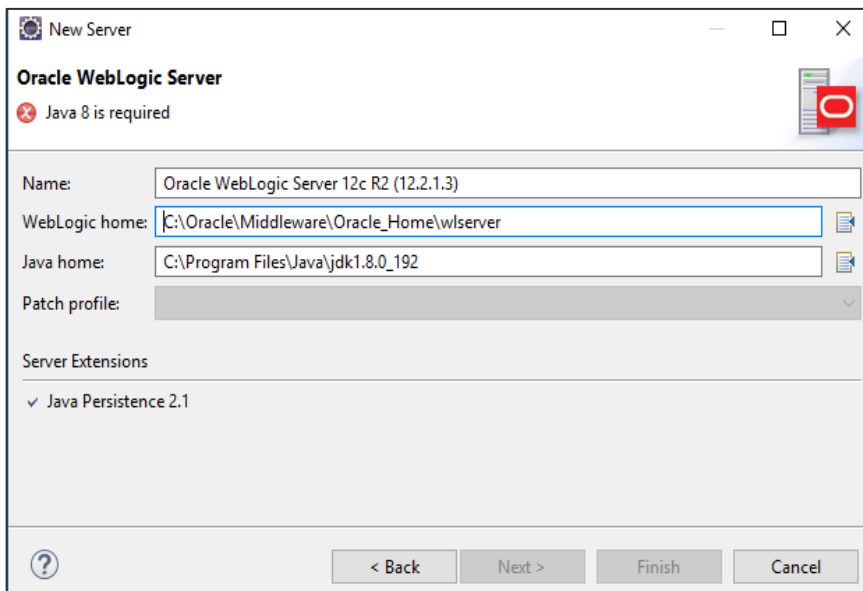 New Server
Oracle WebLogic Server
Java 8 is required
Name: Oracle WebLogic Server 12c R2 (12.2.1.3)
WebLogic home: C:\Oracle\Middleware\Oracle_Home\wlserver
Java home: C:\Program Files\Java\jdk1.8.0_192
Patch profile:
Server Extensions
Java Persistence 2.1
< Back Next > Finish Cancel